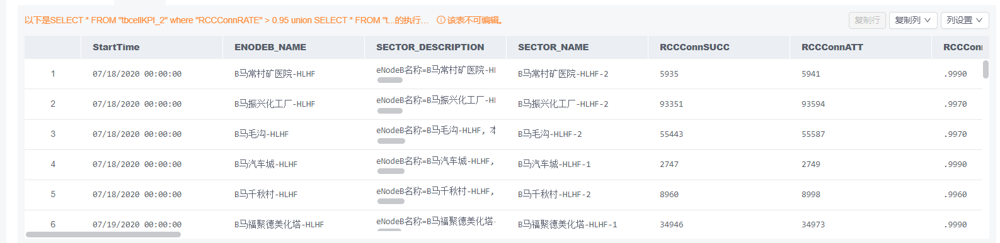 以下是SELECT * FROM "tbcellKPI_2" where "RCCConnRATE" > 0.95 union SELECT * FROM "t...的执行... 该表不可编辑。 复制行 复制列 列设置
StartTime ENODEB_NAME SECTOR_DESCRIPTION SECTOR_NAME RCCConnSUCC RCCConnATT RCCConn
1 07/18/2020 00:00:00 B马常村矿医院-HLHF eNodeB名称=B马常村矿医院-HL B马常村矿医院-HLHF-2 5935 5941 .9990
2 07/18/2020 00:00:00 B马振兴化工厂-HLHF eNodeB名称=B马振兴化工厂-HL B马振兴化工厂-HLHF-2 93351 93594 .9970
3 07/18/2020 00:00:00 B马毛沟-HLHF eNodeB名称=B马毛沟-HLHF, B马毛沟-HLHF-2 55443 55587 .9970
4 07/18/2020 00:00:00 B马汽车城-HLHF eNodeB名称=B马汽车城-HLHF, B马汽车城-HLHF-1 2747 2749 .9990
5 07/18/2020 00:00:00 B马千秋村-HLHF eNodeB名称=B马千秋村-HLHF, B马千秋村-HLHF-2 8960 8998 .9960
6 07/19/2020 00:00:00 B马福聚德美化塔-HLHF eNodeB名称=B马福聚德美化塔- B马福聚德美化塔-HLHF-1 34946 34973 .9990